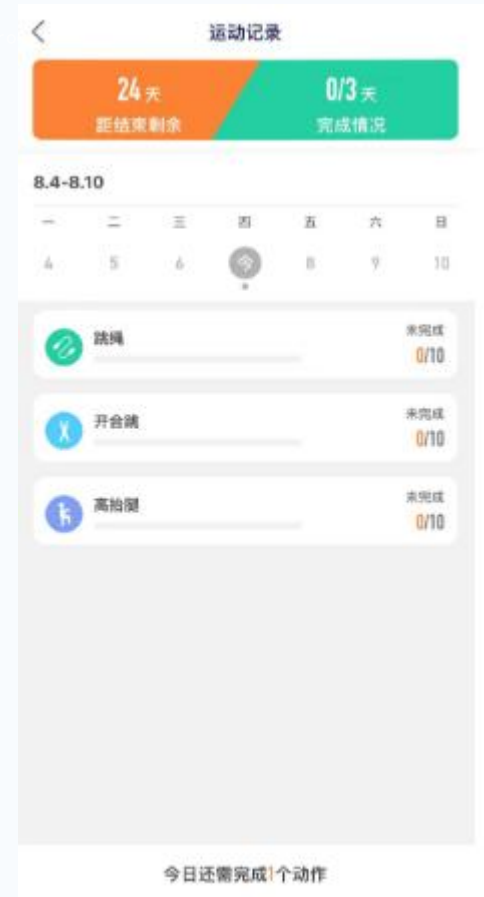 运动记录
24天 0/3天
距结束剩余 完成情况
8.4-8.10
一 二 三 四 五 六 日
4 5 6 今 8 9 10
跳绳 未完成
0/10
开合跳 未完成
0/10
高抬腿 未完成
0/10
今日还需完成1个动作